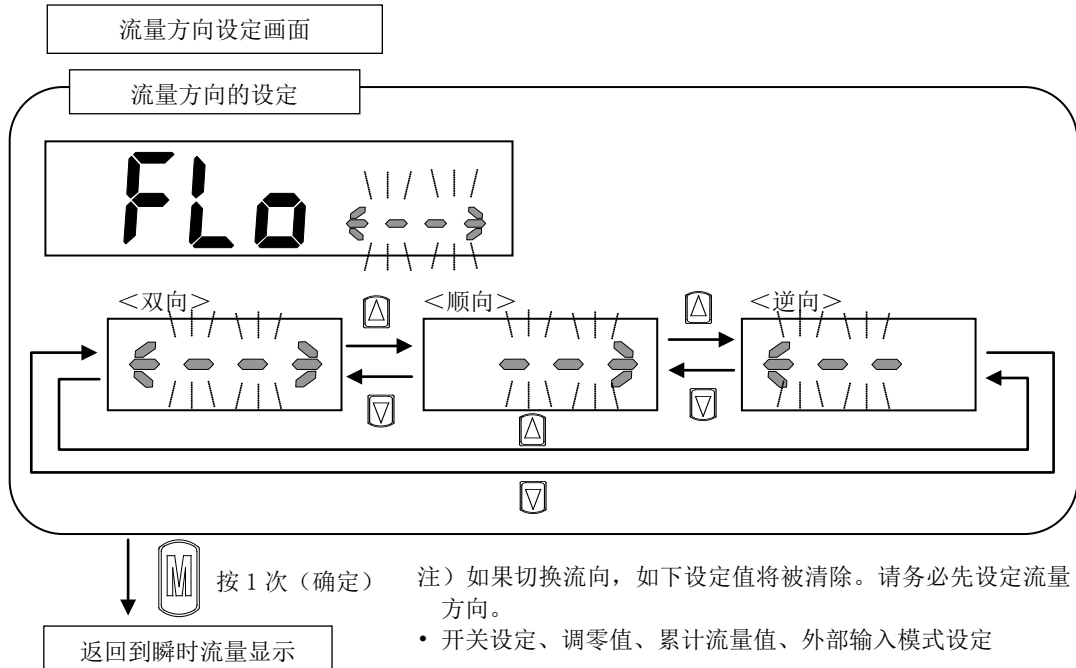 流量方向设定画面
流量方向的设定
FLo
＜双向＞
＜顺向＞
＜逆向＞
M
按 1 次（确定）
返回到瞬时流量显示
注）如果切换流向，如下设定值将被清除。请务必先设定流量
方向。
• 开关设定、调零值、累计流量值、外部输入模式设定